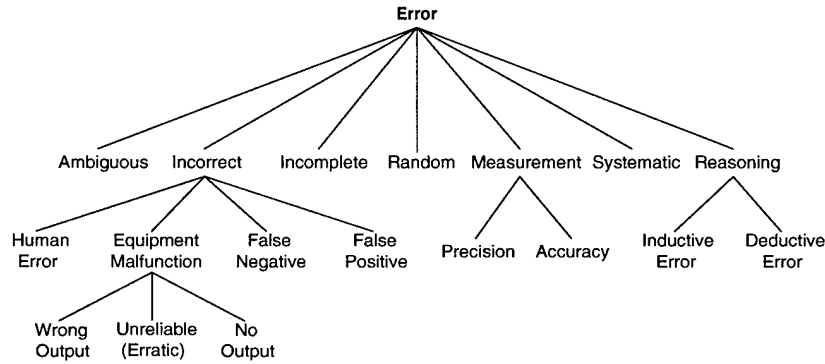 Error
Ambiguous Incorrect Incomplete Random Measurement Systematic Reasoning
Human Error
Equipment Malfunction
False Negative
False Positive
Precision
Accuracy
Inductive Error
Deductive Error
Wrong Output
Unreliable (Erratic)
No Output